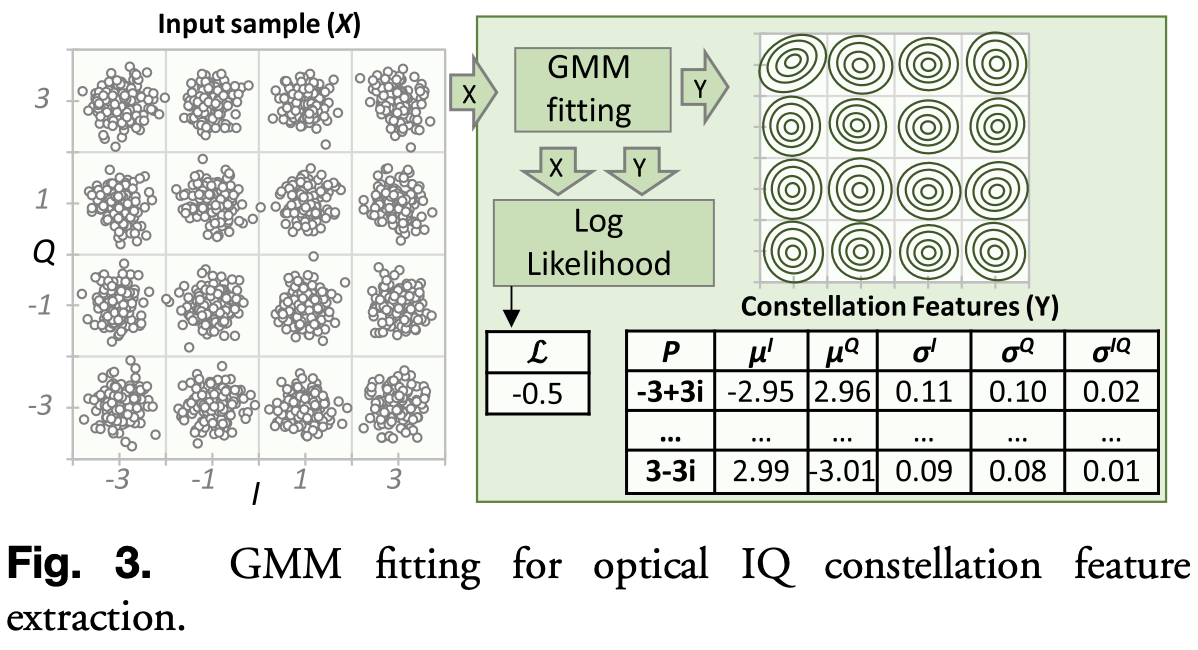 Input sample (X)
3
1
Q
-1
-3
-3 -1 1 3
I
X
GMM
fitting
Y
X Y
Log
Likelihood
ℒ
-0.5
Constellation Features (Y)
P μᴵ μQ σᴵ σQ σᴵQ
-3+3i -2.95 2.96 0.11 0.10 0.02
... ... ... ... ... ...
3-3i 2.99 -3.01 0.09 0.08 0.01
Fig. 3. GMM fitting for optical IQ constellation feature
extraction.